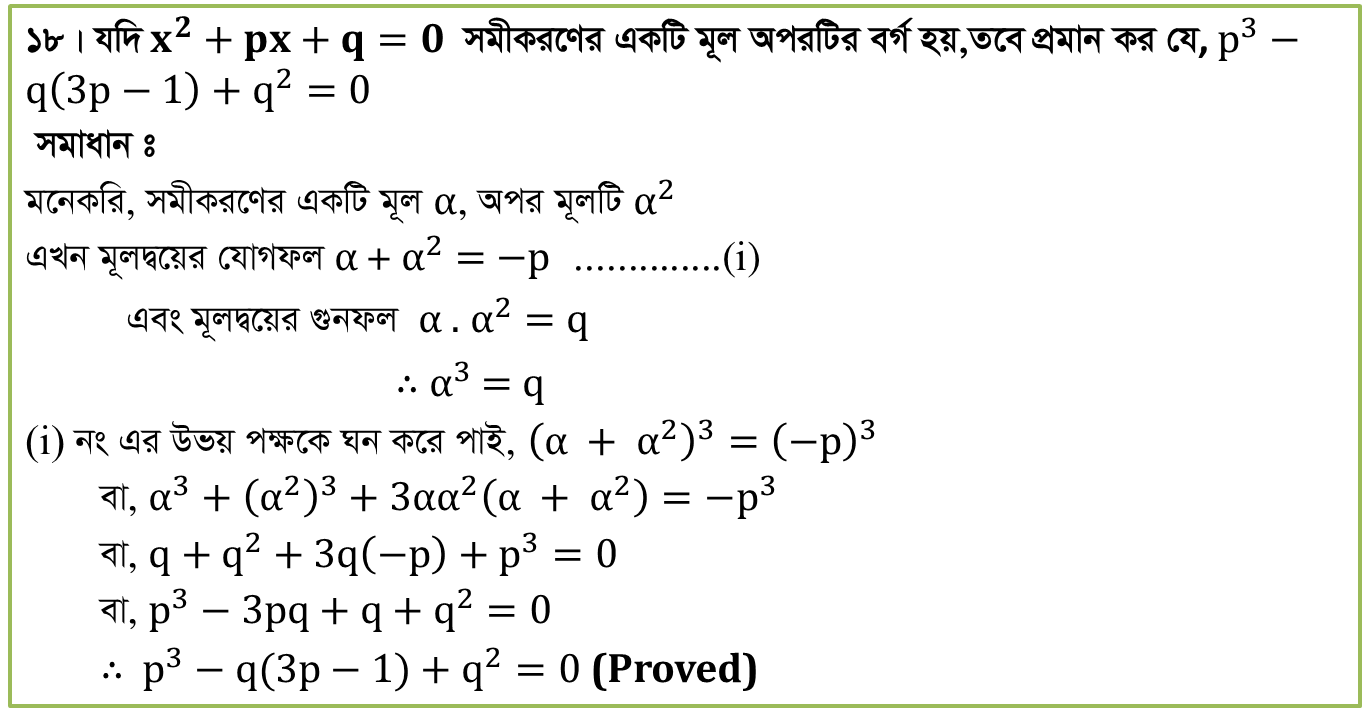 ১৮। যদি x² + px + q = 0 সমীকরণের একটি মূল অপরটির বর্গ হয়,তবে প্রমান কর যে, p³ −
q(3p − 1) + q² = 0
সমাধান ঃ
মনেকরি, সমীকরণের একটি মূল α, অপর মূলটি α²
এখন মূলদ্বয়ের যোগফল α + α² = −p ..............(i)
এবং মূলদ্বয়ের গুনফল α . α² = q
∴ α³ = q
(i) নং এর উভয় পক্ষকে ঘন করে পাই, (α + α²)³ = (−p)³
বা, α³ + (α²)³ + 3αα²(α + α²) = −p³
বা, q + q² + 3q(−p) + p³ = 0
বা, p³ − 3pq + q + q² = 0
∴ p³ − q(3p − 1) + q² = 0 (Proved)